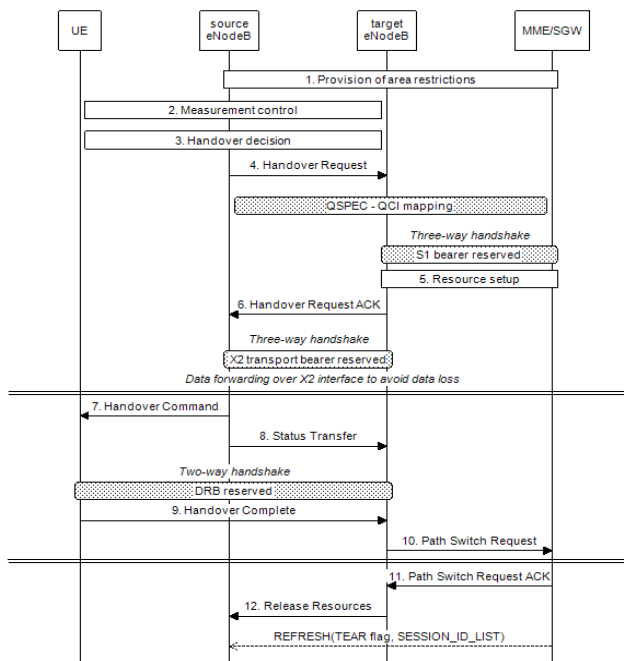 UE
source
eNodeB
target
eNodeB
MME/SGW
1. Provision of area restrictions
2. Measurement control
3. Handover decision
4. Handover Request
QSPEC - QCI mapping
Three-way handshake
S1 bearer reserved
5. Resource setup
6. Handover Request ACK
Three-way handshake
X2 transport bearer reserved
Data forwarding over X2 interface to avoid data loss
7. Handover Command
8. Status Transfer
Two-way handshake
DRB reserved
9. Handover Complete
10. Path Switch Request
11. Path Switch Request ACK
12. Release Resources
REFRESH(TEAR flag, SESSION_ID_LIST)